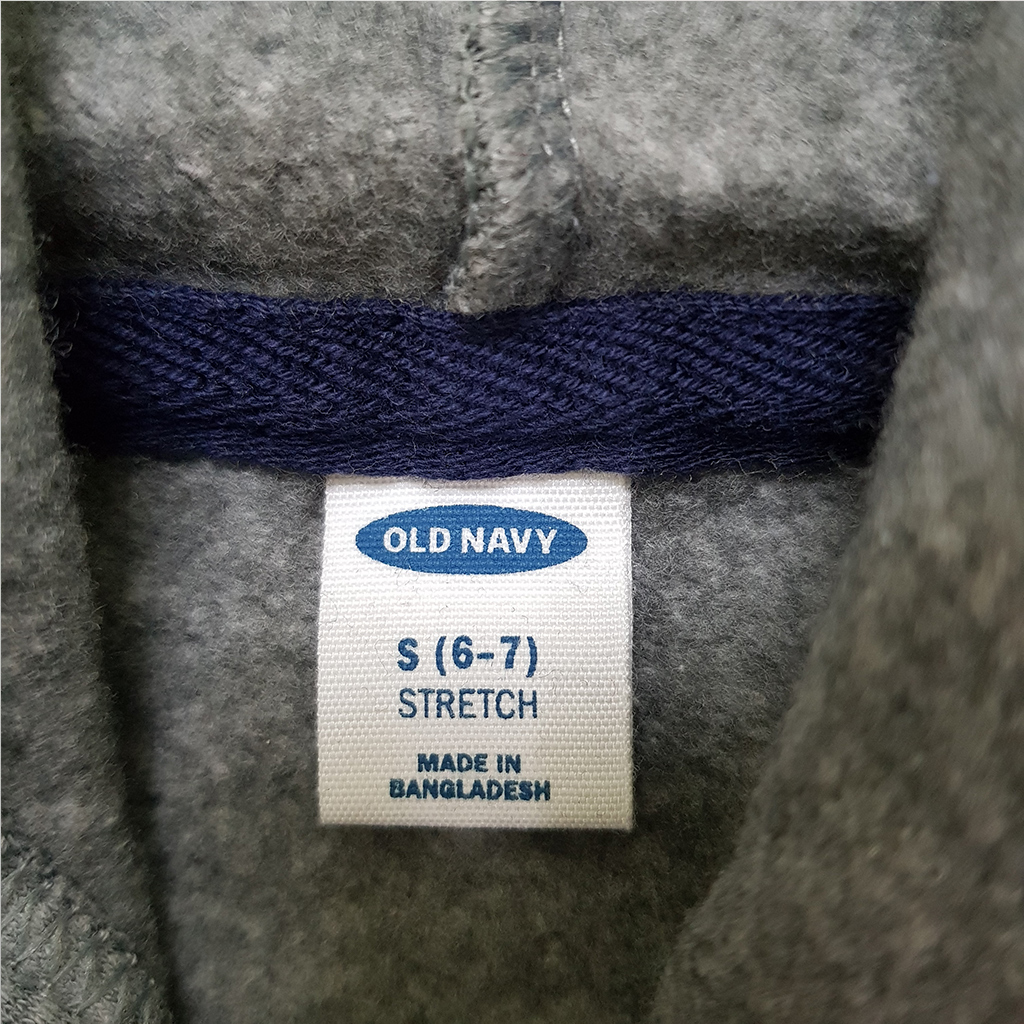 OLD NAVY
S (6-7)
STRETCH
MADE IN
BANGLADESH